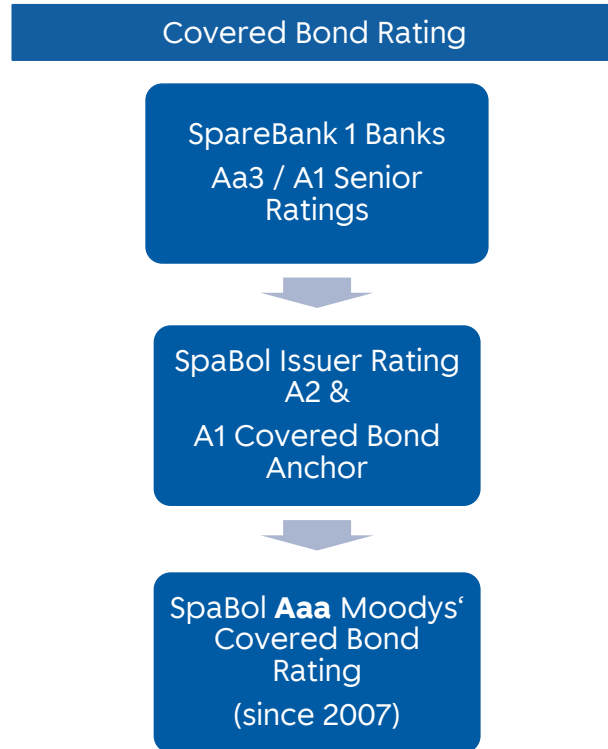 Covered Bond Rating
SpareBank 1 Banks
Aa3 / A1 Senior
Ratings
SpaBol Issuer Rating
A2 &
A1 Covered Bond
Anchor
SpaBol Aaa Moodys‘
Covered Bond
Rating
(since 2007)